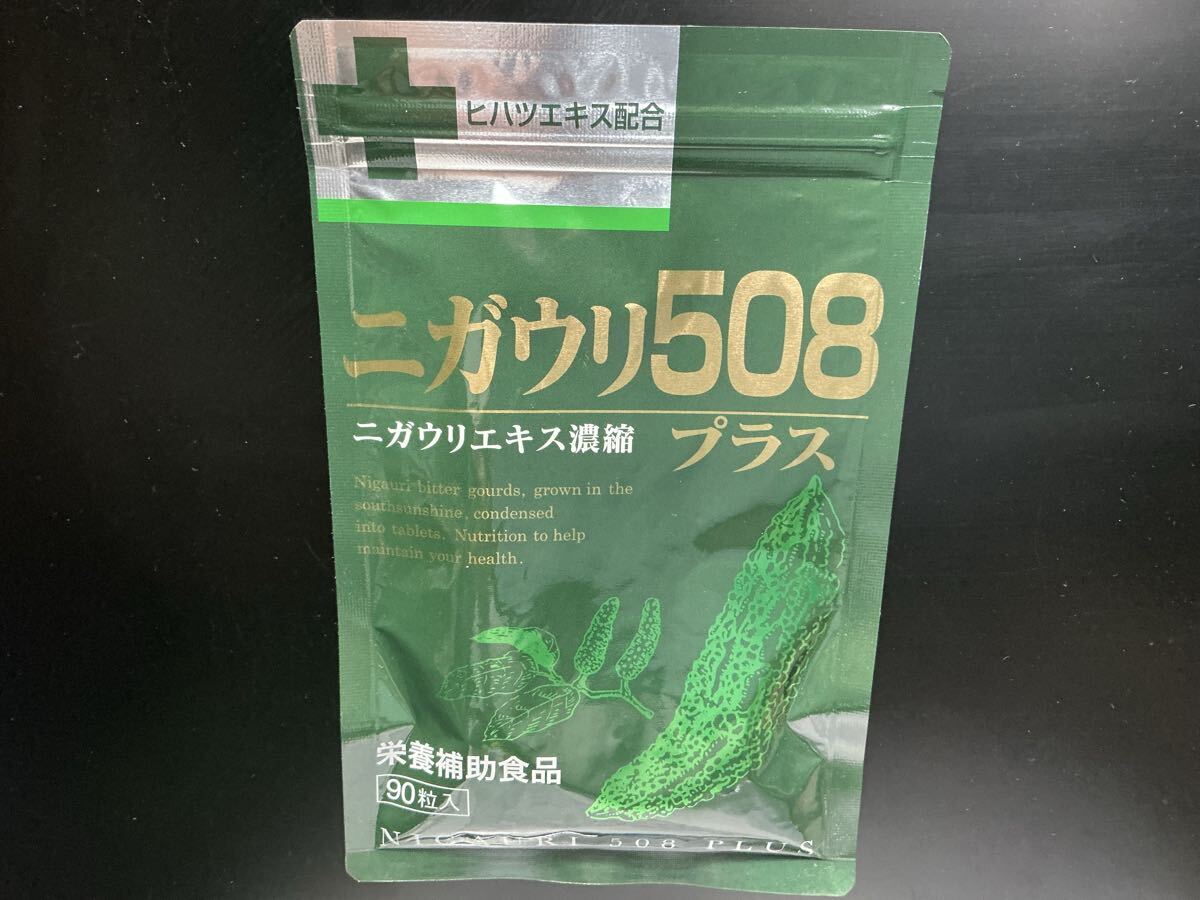 ヒハツエキス配合
ニガウリ508
ニガウリエキス濃縮 プラス
Nigauri bitter gourds, grown in the
southsunshine, condensed
into tablets. Nutrition to help
maintain your health.
栄養補助食品
90粒入
NIGAURI 508 PLUS